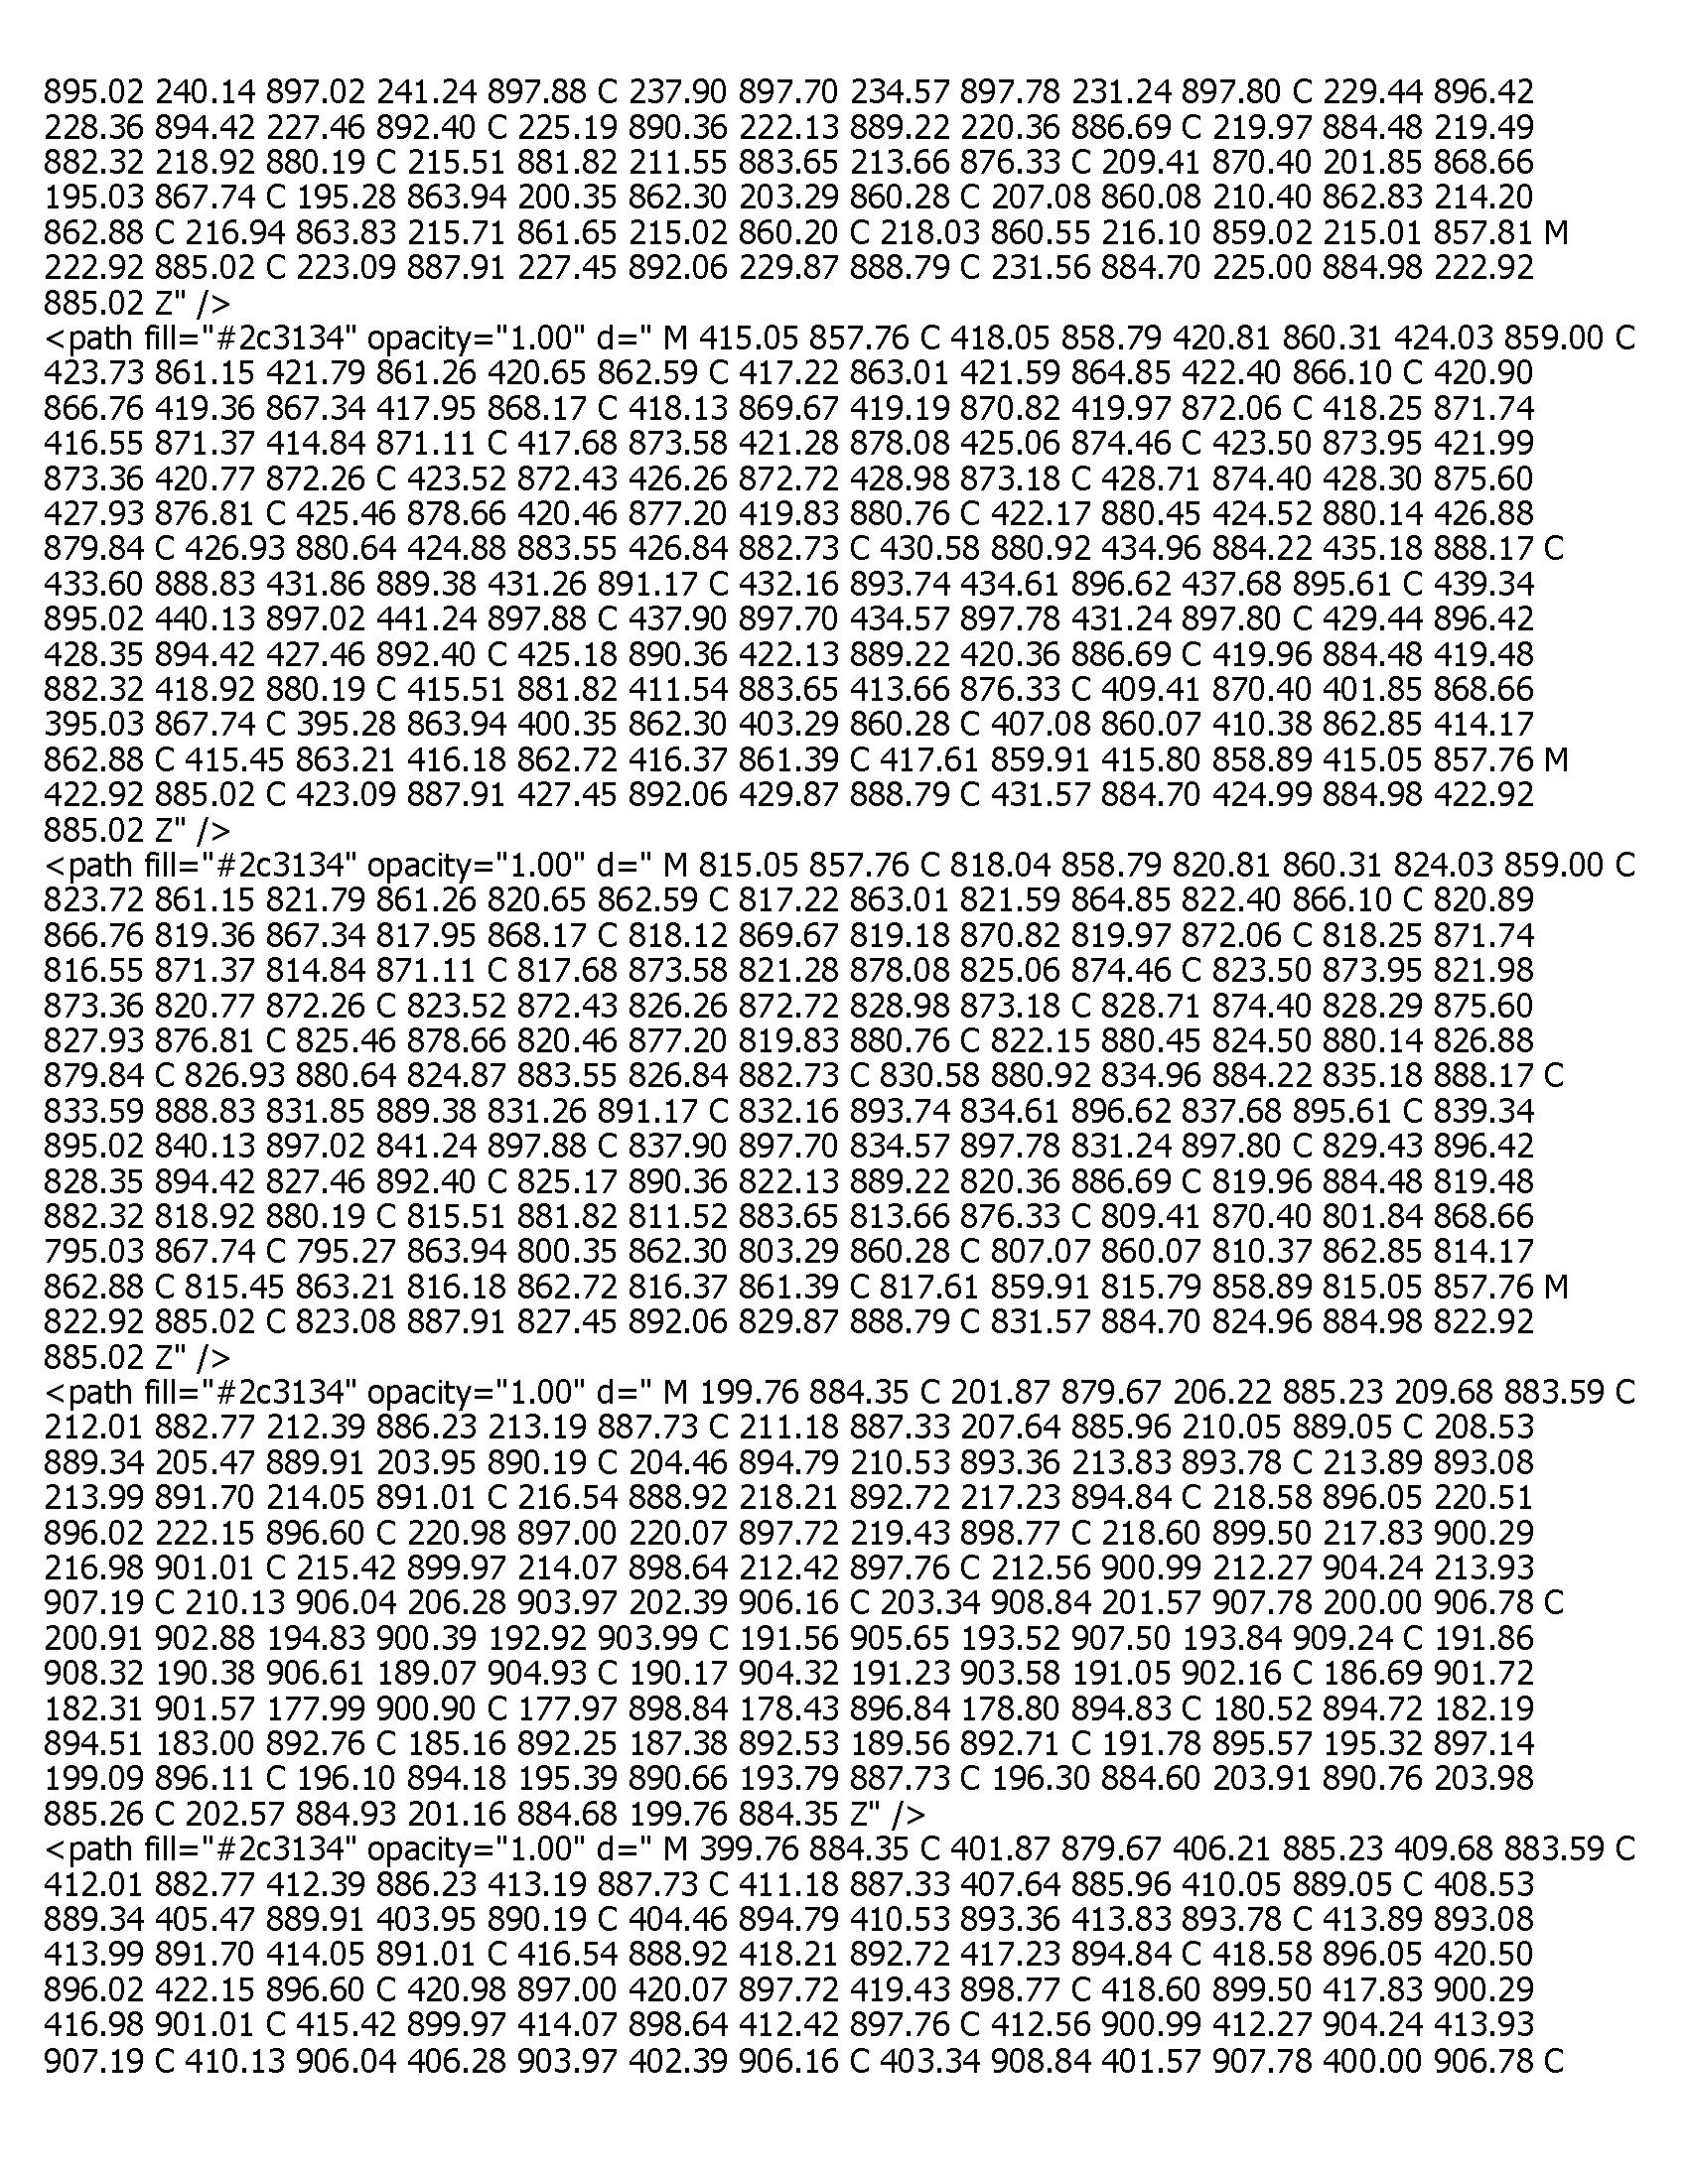 895.02 240.14 897.02 241.24 897.88 C 237.90 897.70 234.57 897.78 231.24 897.80 C 229.44 896.42
228.36 894.42 227.46 892.40 C 225.19 890.36 222.13 889.22 220.36 886.69 C 219.97 884.48 219.49
882.32 218.92 880.19 C 215.51 881.82 211.55 883.65 213.66 876.33 C 209.41 870.40 201.85 868.66
195.03 867.74 C 195.28 863.94 200.35 862.30 203.29 860.28 C 207.08 860.08 210.40 862.83 214.20
862.88 C 216.94 863.83 215.71 861.65 215.02 860.20 C 218.03 860.55 216.10 859.02 215.01 857.81 M
222.92 885.02 C 223.09 887.91 227.45 892.06 229.87 888.79 C 231.56 884.70 225.00 884.98 222.92
885.02 Z" />
<path fill="#2c3134" opacity="1.00" d=" M 415.05 857.76 C 418.05 858.79 420.81 860.31 424.03 859.00 C
423.73 861.15 421.79 861.26 420.65 862.59 C 417.22 863.01 421.59 864.85 422.40 866.10 C 420.90
866.76 419.36 867.34 417.95 868.17 C 418.13 869.67 419.19 870.82 419.97 872.06 C 418.25 871.74
416.55 871.37 414.84 871.11 C 417.68 873.58 421.28 878.08 425.06 874.46 C 423.50 873.95 421.99
873.36 420.77 872.26 C 423.52 872.43 426.26 872.72 428.98 873.18 C 428.71 874.40 428.30 875.60
427.93 876.81 C 425.46 878.66 420.46 877.20 419.83 880.76 C 422.17 880.45 424.52 880.14 426.88
879.84 C 426.93 880.64 424.88 883.55 426.84 882.73 C 430.58 880.92 434.96 884.22 435.18 888.17 C
433.60 888.83 431.86 889.38 431.26 891.17 C 432.16 893.74 434.61 896.62 437.68 895.61 C 439.34
895.02 440.13 897.02 441.24 897.88 C 437.90 897.70 434.57 897.78 431.24 897.80 C 429.44 896.42
428.35 894.42 427.46 892.40 C 425.18 890.36 422.13 889.22 420.36 886.69 C 419.96 884.48 419.48
882.32 418.92 880.19 C 415.51 881.82 411.54 883.65 413.66 876.33 C 409.41 870.40 401.85 868.66
395.03 867.74 C 395.28 863.94 400.35 862.30 403.29 860.28 C 407.08 860.07 410.38 862.85 414.17
862.88 C 415.45 863.21 416.18 862.72 416.37 861.39 C 417.61 859.91 415.80 858.89 415.05 857.76 M
422.92 885.02 C 423.09 887.91 427.45 892.06 429.87 888.79 C 431.57 884.70 424.99 884.98 422.92
885.02 Z" />
<path fill="#2c3134" opacity="1.00" d=" M 815.05 857.76 C 818.04 858.79 820.81 860.31 824.03 859.00 C
823.72 861.15 821.79 861.26 820.65 862.59 C 817.22 863.01 821.59 864.85 822.40 866.10 C 820.89
866.76 819.36 867.34 817.95 868.17 C 818.12 869.67 819.18 870.82 819.97 872.06 C 818.25 871.74
816.55 871.37 814.84 871.11 C 817.68 873.58 821.28 878.08 825.06 874.46 C 823.50 873.95 821.98
873.36 820.77 872.26 C 823.52 872.43 826.26 872.72 828.98 873.18 C 828.71 874.40 828.29 875.60
827.93 876.81 C 825.46 878.66 820.46 877.20 819.83 880.76 C 822.15 880.45 824.50 880.14 826.88
879.84 C 826.93 880.64 824.87 883.55 826.84 882.73 C 830.58 880.92 834.96 884.22 835.18 888.17 C
833.59 888.83 831.85 889.38 831.26 891.17 C 832.16 893.74 834.61 896.62 837.68 895.61 C 839.34
895.02 840.13 897.02 841.24 897.88 C 837.90 897.70 834.57 897.78 831.24 897.80 C 829.43 896.42
828.35 894.42 827.46 892.40 C 825.17 890.36 822.13 889.22 820.36 886.69 C 819.96 884.48 819.48
882.32 818.92 880.19 C 815.51 881.82 811.52 883.65 813.66 876.33 C 809.41 870.40 801.84 868.66
795.03 867.74 C 795.27 863.94 800.35 862.30 803.29 860.28 C 807.07 860.07 810.37 862.85 814.17
862.88 C 815.45 863.21 816.18 862.72 816.37 861.39 C 817.61 859.91 815.79 858.89 815.05 857.76 M
822.92 885.02 C 823.08 887.91 827.45 892.06 829.87 888.79 C 831.57 884.70 824.96 884.98 822.92
885.02 Z" />
<path fill="#2c3134" opacity="1.00" d=" M 199.76 884.35 C 201.87 879.67 206.22 885.23 209.68 883.59 C
212.01 882.77 212.39 886.23 213.19 887.73 C 211.18 887.33 207.64 885.96 210.05 889.05 C 208.53
889.34 205.47 889.91 203.95 890.19 C 204.46 894.79 210.53 893.36 213.83 893.78 C 213.89 893.08
213.99 891.70 214.05 891.01 C 216.54 888.92 218.21 892.72 217.23 894.84 C 218.58 896.05 220.51
896.02 222.15 896.60 C 220.98 897.00 220.07 897.72 219.43 898.77 C 218.60 899.50 217.83 900.29
216.98 901.01 C 215.42 899.97 214.07 898.64 212.42 897.76 C 212.56 900.99 212.27 904.24 213.93
907.19 C 210.13 906.04 206.28 903.97 202.39 906.16 C 203.34 908.84 201.57 907.78 200.00 906.78 C
200.91 902.88 194.83 900.39 192.92 903.99 C 191.56 905.65 193.52 907.50 193.84 909.24 C 191.86
908.32 190.38 906.61 189.07 904.93 C 190.17 904.32 191.23 903.58 191.05 902.16 C 186.69 901.72
182.31 901.57 177.99 900.90 C 177.97 898.84 178.43 896.84 178.80 894.83 C 180.52 894.72 182.19
894.51 183.00 892.76 C 185.16 892.25 187.38 892.53 189.56 892.71 C 191.78 895.57 195.32 897.14
199.09 896.11 C 196.10 894.18 195.39 890.66 193.79 887.73 C 196.30 884.60 203.91 890.76 203.98
885.26 C 202.57 884.93 201.16 884.68 199.76 884.35 Z" />
<path fill="#2c3134" opacity="1.00" d=" M 399.76 884.35 C 401.87 879.67 406.21 885.23 409.68 883.59 C
412.01 882.77 412.39 886.23 413.19 887.73 C 411.18 887.33 407.64 885.96 410.05 889.05 C 408.53
889.34 405.47 889.91 403.95 890.19 C 404.46 894.79 410.53 893.36 413.83 893.78 C 413.89 893.08
413.99 891.70 414.05 891.01 C 416.54 888.92 418.21 892.72 417.23 894.84 C 418.58 896.05 420.50
896.02 422.15 896.60 C 420.98 897.00 420.07 897.72 419.43 898.77 C 418.60 899.50 417.83 900.29
416.98 901.01 C 415.42 899.97 414.07 898.64 412.42 897.76 C 412.56 900.99 412.27 904.24 413.93
907.19 C 410.13 906.04 406.28 903.97 402.39 906.16 C 403.34 908.84 401.57 907.78 400.00 906.78 C